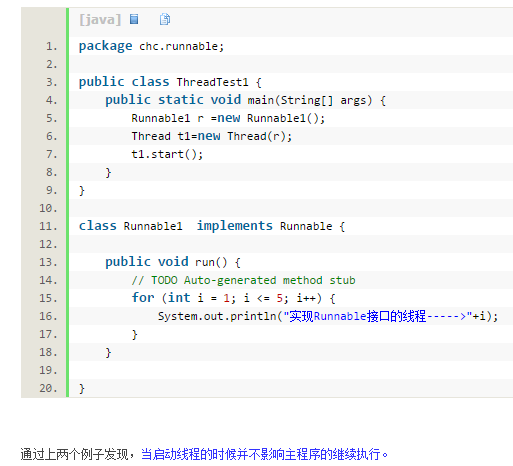 [java]
1. package chc.runnable;
2.
3. public class ThreadTest1 {
4.     public static void main(String[] args) {
5.         Runnable1 r =new Runnable1();
6.         Thread t1=new Thread(r);
7.         t1.start();
8.     }
9. }
10.
11. class Runnable1  implements Runnable {
12.
13.     public void run() {
14.         // TODO Auto-generated method stub
15.         for (int i = 1; i <= 5; i++) {
16.             System.out.println("实现Runnable接口的线程----->"+i);
17.         }
18.     }
19.
20. }
通过上两个例子发现，当启动线程的时候并不影响主程序的继续执行。